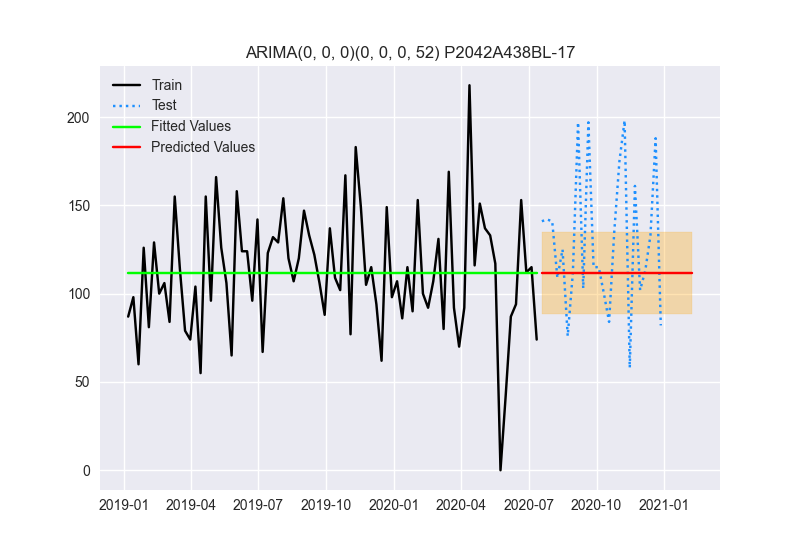 ARIMA(0, 0, 0)(0, 0, 0, 52) P2042A438BL-17
Train
Test
Fitted Values
Predicted Values
200
150
100
50
0
2019-01 2019-04 2019-07 2019-10 2020-01 2020-04 2020-07 2020-10 2021-01